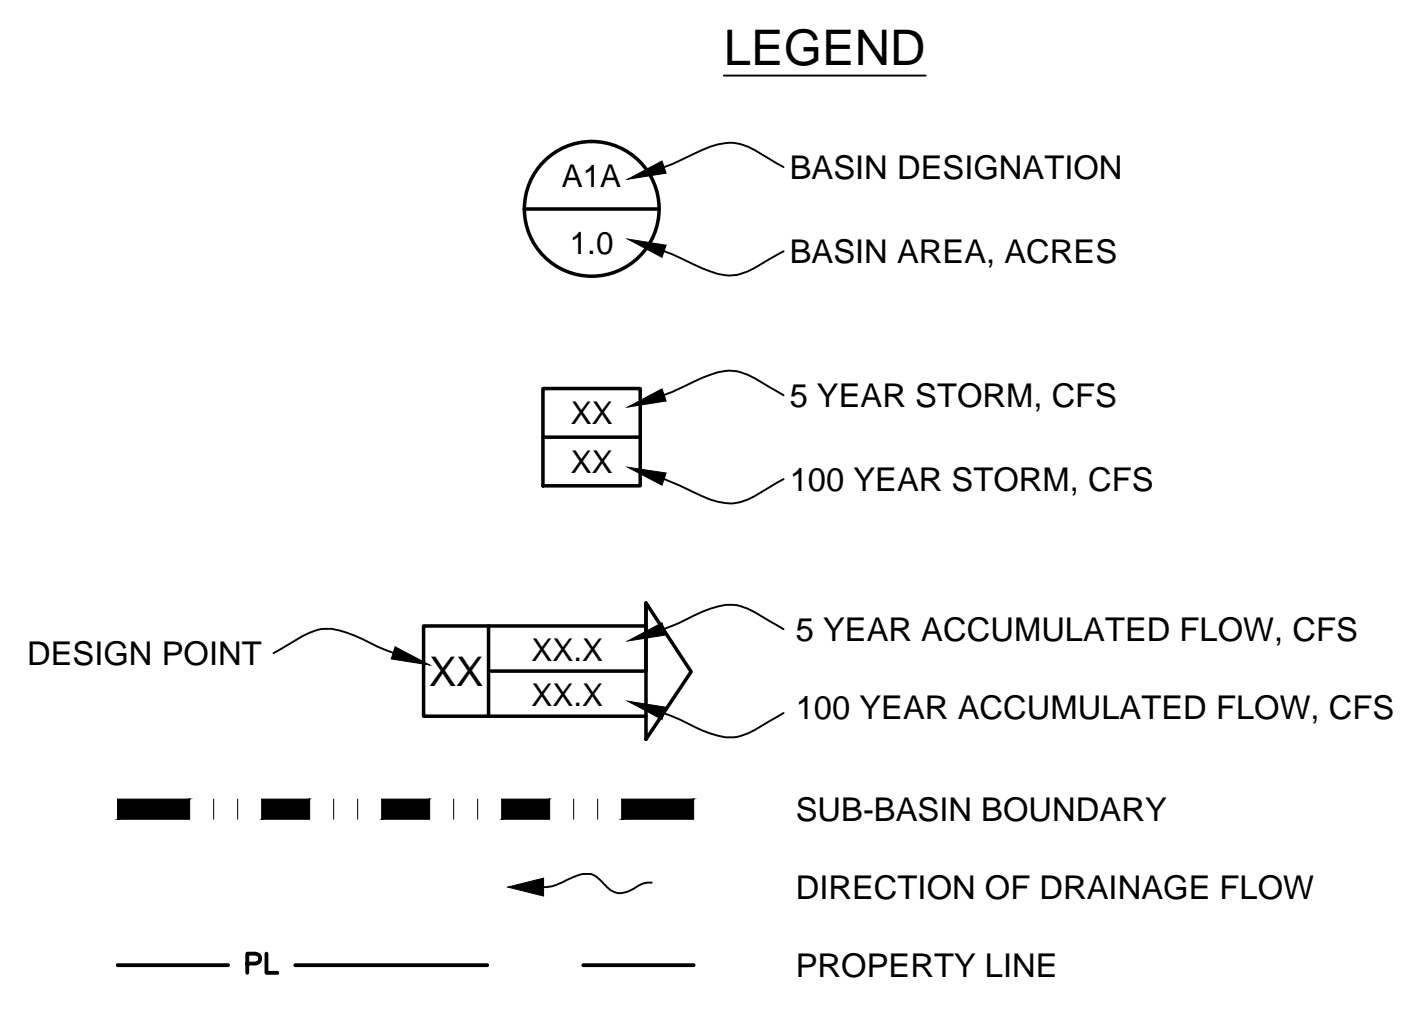 LEGEND
A1A BASIN DESIGNATION
1.0 BASIN AREA, ACRES
XX 5 YEAR STORM, CFS
XX 100 YEAR STORM, CFS
DESIGN POINT XX
XX.X 5 YEAR ACCUMULATED FLOW, CFS
XX.X 100 YEAR ACCUMULATED FLOW, CFS
SUB-BASIN BOUNDARY
DIRECTION OF DRAINAGE FLOW
PL PROPERTY LINE